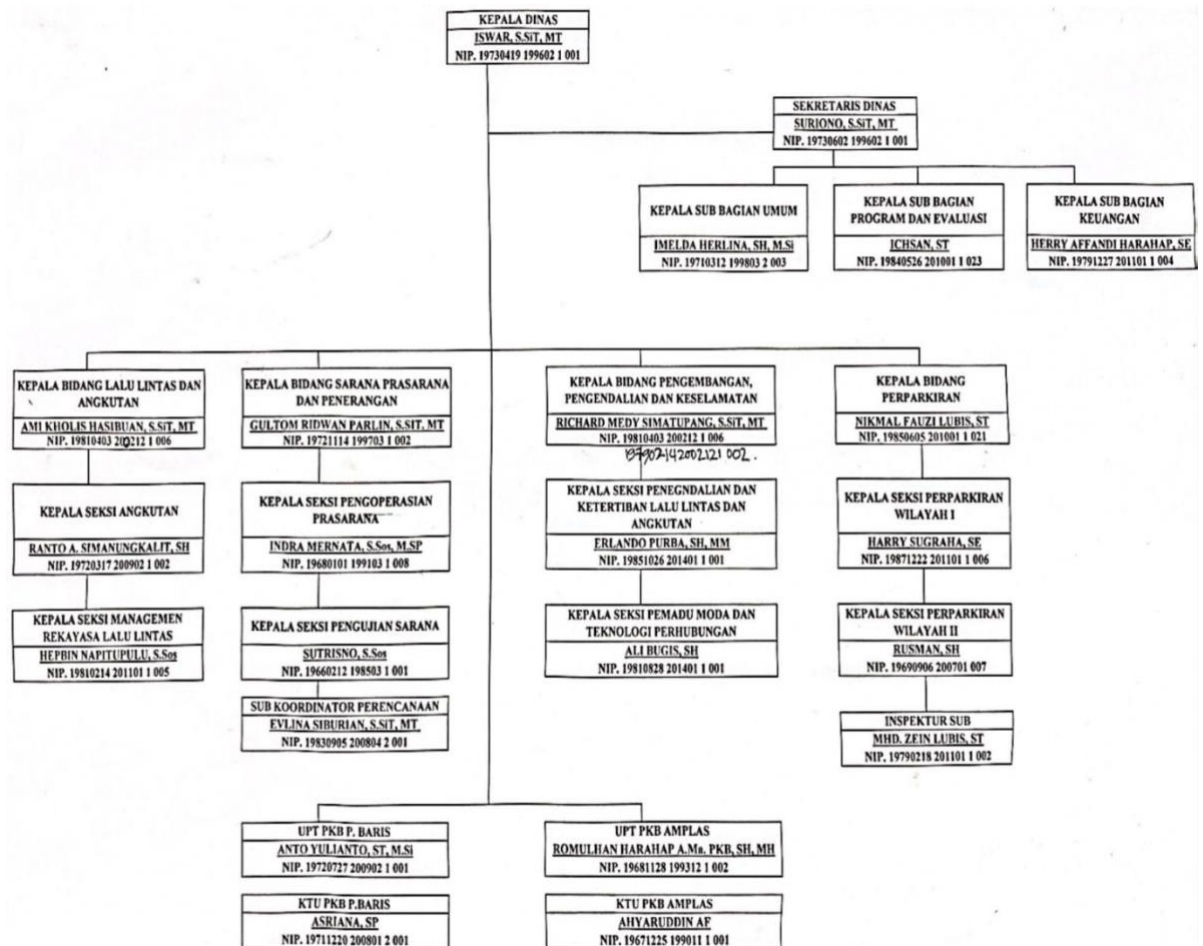 KEPALA DINAS
ISWAR, S.SiT, MT
NIP. 19730419 199602 1 001
SEKRETARIS DINAS
SURIONO, S.SiT, MT
NIP. 19730602 199602 1 001
KEPALA SUB BAGIAN UMUM
IMELDA HERLINA, SH, M.Si
NIP. 19710312 199803 2 003
KEPALA SUB BAGIAN
PROGRAM DAN EVALUASI
ICHSAN, ST
NIP. 19840526 201001 1 023
KEPALA SUB BAGIAN
KEUANGAN
HERRY AFFANDI HARAHAP, SE
NIP. 19791227 201101 1 004
KEPALA BIDANG LALU LINTAS DAN
ANGKUTAN
AMI KHOLIS HASIBUAN, S.SiT, MT
NIP. 19810403 200212 1 006
KEPALA SEKSI ANGKUTAN
RANTO A. SIMANUNGKALIT, SH
NIP. 19720317 200902 1 002
KEPALA SEKSI MANAGEMEN
REKAYASA LALU LINTAS
HEPBIN NAPITUPULU, S.Sos
NIP. 19810214 201101 1 005
KEPALA BIDANG SARANA PRASARANA
DAN PENERANGAN
GULTOM RIDWAN PARLIN, S.SIT, MT
NIP. 19721114 199703 1 002
KEPALA SEKSI PENGOPERASIAN
PRASARANA
INDRA MERNATA, S.Sos, M.SP
NIP. 19680101 199103 1 008
KEPALA SEKSI PENGUJIAN SARANA
SUTRISNO, S.Sos
NIP. 19660212 198503 1 001
SUB KOORDINATOR PERENCANAAN
EVLINA SIBURIAN, S.SiT, MT
NIP. 19830905 200804 2 001
KEPALA BIDANG PENGEMBANGAN,
PENGENDALIAN DAN KESELAMATAN
RICHARD MEDY SIMATUPANG, S.SiT, MT
NIP. 19810403 200212 1 006
197902142002121 002.
KEPALA SEKSI PENEGNDALIAN DAN
KETERTIBAN LALU LINTAS DAN
ANGKUTAN
ERLANDO PURBA, SH, MM
NIP. 19851026 201401 1 001
KEPALA SEKSI PEMADU MODA DAN
TEKNOLOGI PERHUBUNGAN
ALI BUGIS, SH
NIP. 19810828 201401 1 001
KEPALA BIDANG
PERPARKIRAN
NIKMAL FAUZI LUBIS, ST
NIP. 19850605 201001 1 021
KEPALA SEKSI PERPARKIRAN
WILAYAH I
HARRY SUGRAHA, SE
NIP. 19871222 201101 1 006
KEPALA SEKSI PERPARKIRAN
WILAYAH II
RUSMAN, SH
NIP. 19690906 200701 007
INSPEKTUR SUB
MHD. ZEIN LUBIS, ST
NIP. 19790218 201101 1 002
UPT PKB P. BARIS
ANTO YULIANTO, ST, M.Si
NIP. 19720727 200902 1 001
KTU PKB P.BARIS
ASRIANA, SP
NIP. 19711220 200801 2 001
UPT PKB AMPLAS
ROMULHAN HARAHAP A.Ma. PKB, SH, MH
NIP. 19681128 199312 1 002
KTU PKB AMPLAS
AHYARUDDIN AF
NIP. 19671225 199011 1 001